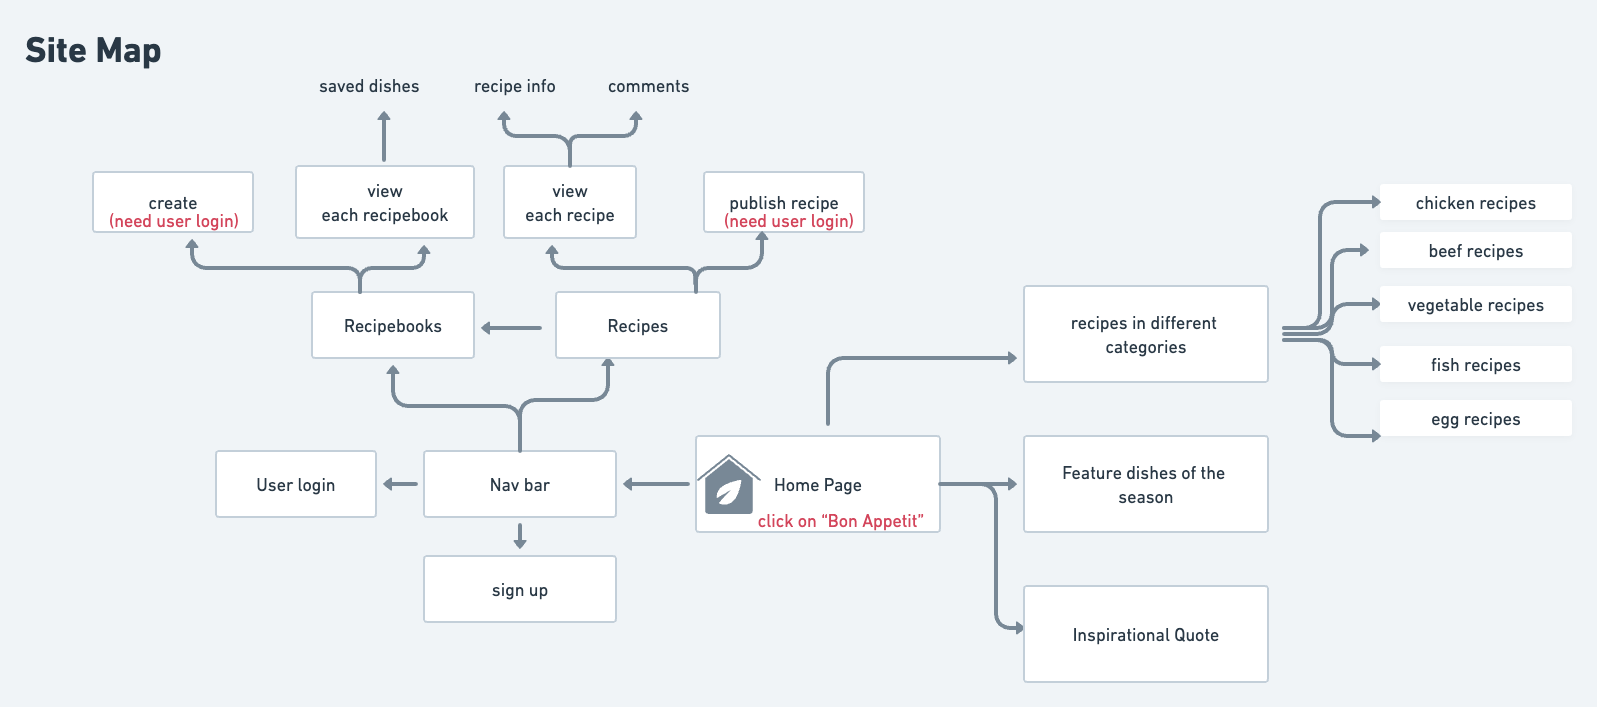 Site Map
saved dishes
recipe info
comments
create
(need user login)
view
each recipebook
view
each recipe
publish recipe
(need user login)
chicken recipes
beef recipes
vegetable recipes
fish recipes
egg recipes
Recipebooks
Recipes
recipes in different
categories
User login
Nav bar
Home Page
click on “Bon Appetit”
Feature dishes of the
season
sign up
Inspirational Quote